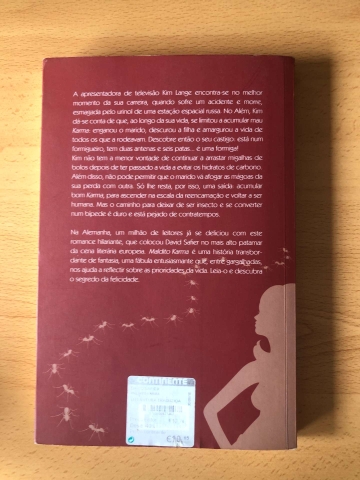 A apresentadora de televisão Kim Lange encontra-se no melhor
momento da sua carreira, quando sofre um acidente e morre,
esmagada pelo urinol de uma estação espacial russa. No Além, Kim
dá-se conta de que, ao longo da sua vida, se limitou a acumular mau
Karma: enganou o marido, descurou a filha e amargurou a vida de
todos os que a rodeavam. Descobre então o seu castigo: está num
formigueiro, tem duas antenas e seis patas... é uma formiga!
Kim não tem a menor vontade de continuar a arrastar migalhas de
bolos depois de ter passado a vida a evitar os hidratos de carbono.
Além disso, não pode permitir que o marido vá afogar as mágoas da
sua perda com outra. Só lhe resta, por isso, uma saída: acumular
bom Karma, para ascender na escala da reencarnação e voltar a ser
humana. Mas o caminho para deixar de ser insecto e se converter
num bípede é duro e está pejado de contratempos.
Na Alemanha, um milhão de leitores já se deliciou com este
romance hilariante, que colocou David Safier no mais alto patamar
da cena literária europeia. Maldito Karma é uma história transbor-
dante de fantasia, uma fábula entusiasmante que, entre gargalhadas,
nos ajuda a reflectir sobre as prioridades da vida. Leia-o e descubra
o segredo da felicidade.
CONTINENTE